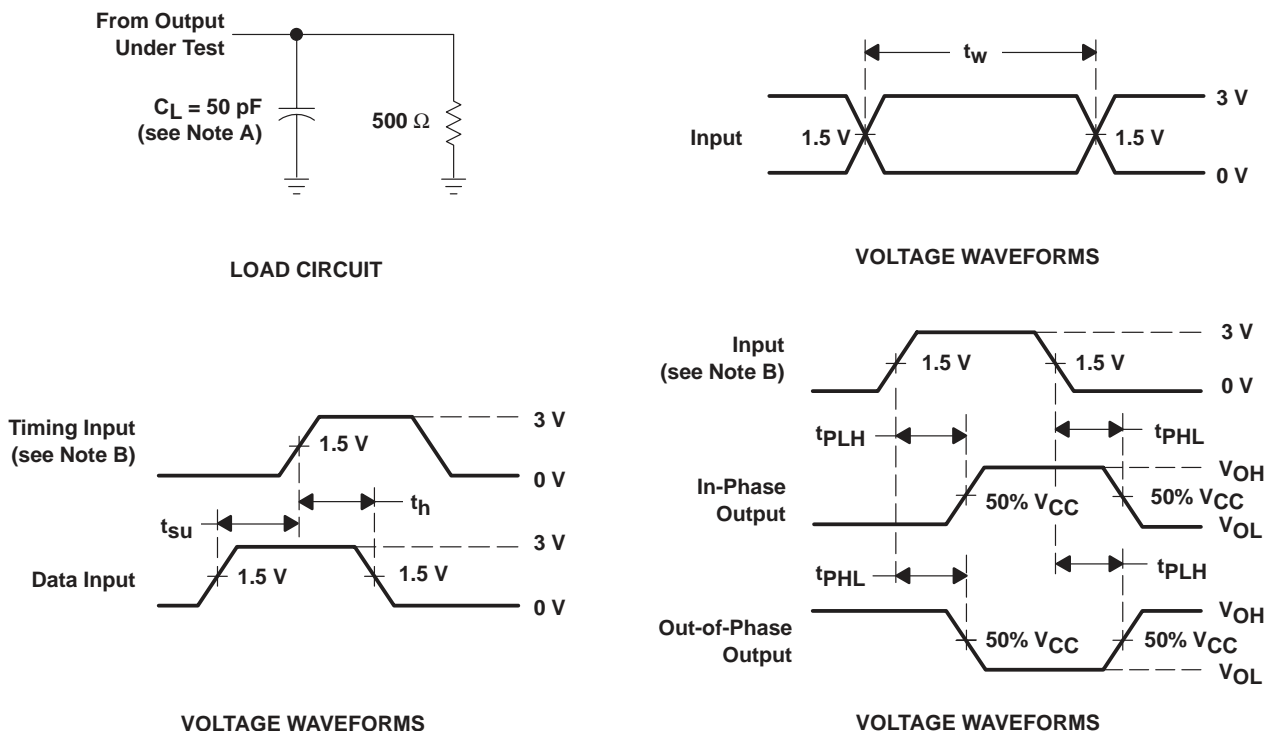 From Output
Under Test
CL = 50 pF
(see Note A)
500 Ω
LOAD CIRCUIT
tw
3 V
Input
1.5 V
1.5 V
0 V
VOLTAGE WAVEFORMS
Timing Input
(see Note B)
3 V
1.5 V
0 V
th
tsu
3 V
Data Input
1.5 V
1.5 V
0 V
VOLTAGE WAVEFORMS
Input
(see Note B)
3 V
1.5 V
1.5 V
0 V
tPLH
tPHL
In-Phase
Output
VOH
50% VCC
50% VCC
VOL
tPHL
tPLH
Out-of-Phase
Output
VOH
50% VCC
50% VCC
VOL
VOLTAGE WAVEFORMS